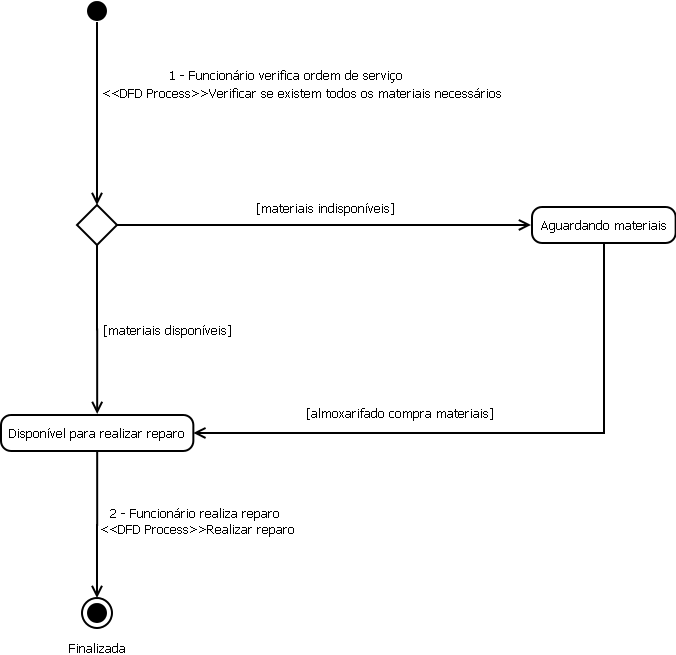 1 - Funcionário verifica ordem de serviço
<<DFD Process>>Verificar se existem todos os materiais necessários
[materiais indisponíveis]
Aguardando materiais
[materiais disponíveis]
[almoxarifado compra materiais]
Disponível para realizar reparo
2 - Funcionário realiza reparo
<<DFD Process>>Realizar reparo
Finalizada